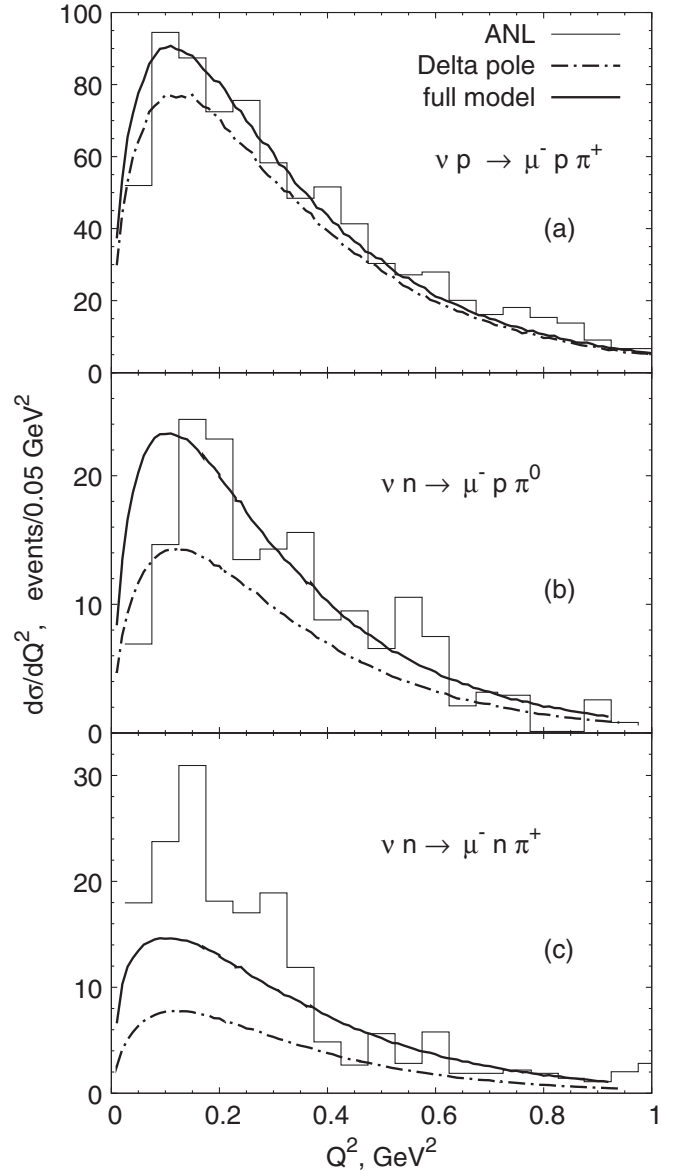 100
80
60
40
20
0
ANL
Delta pole
full model
ν p → μ⁻ p π⁺
(a)
20
10
0
ν n → μ⁻ p π⁰
(b)
30
20
10
0
ν n → μ⁻ n π⁺
(c)
0 0.2 0.4 0.6 0.8 1
Q², GeV²
dσ/dQ², events/0.05 GeV²